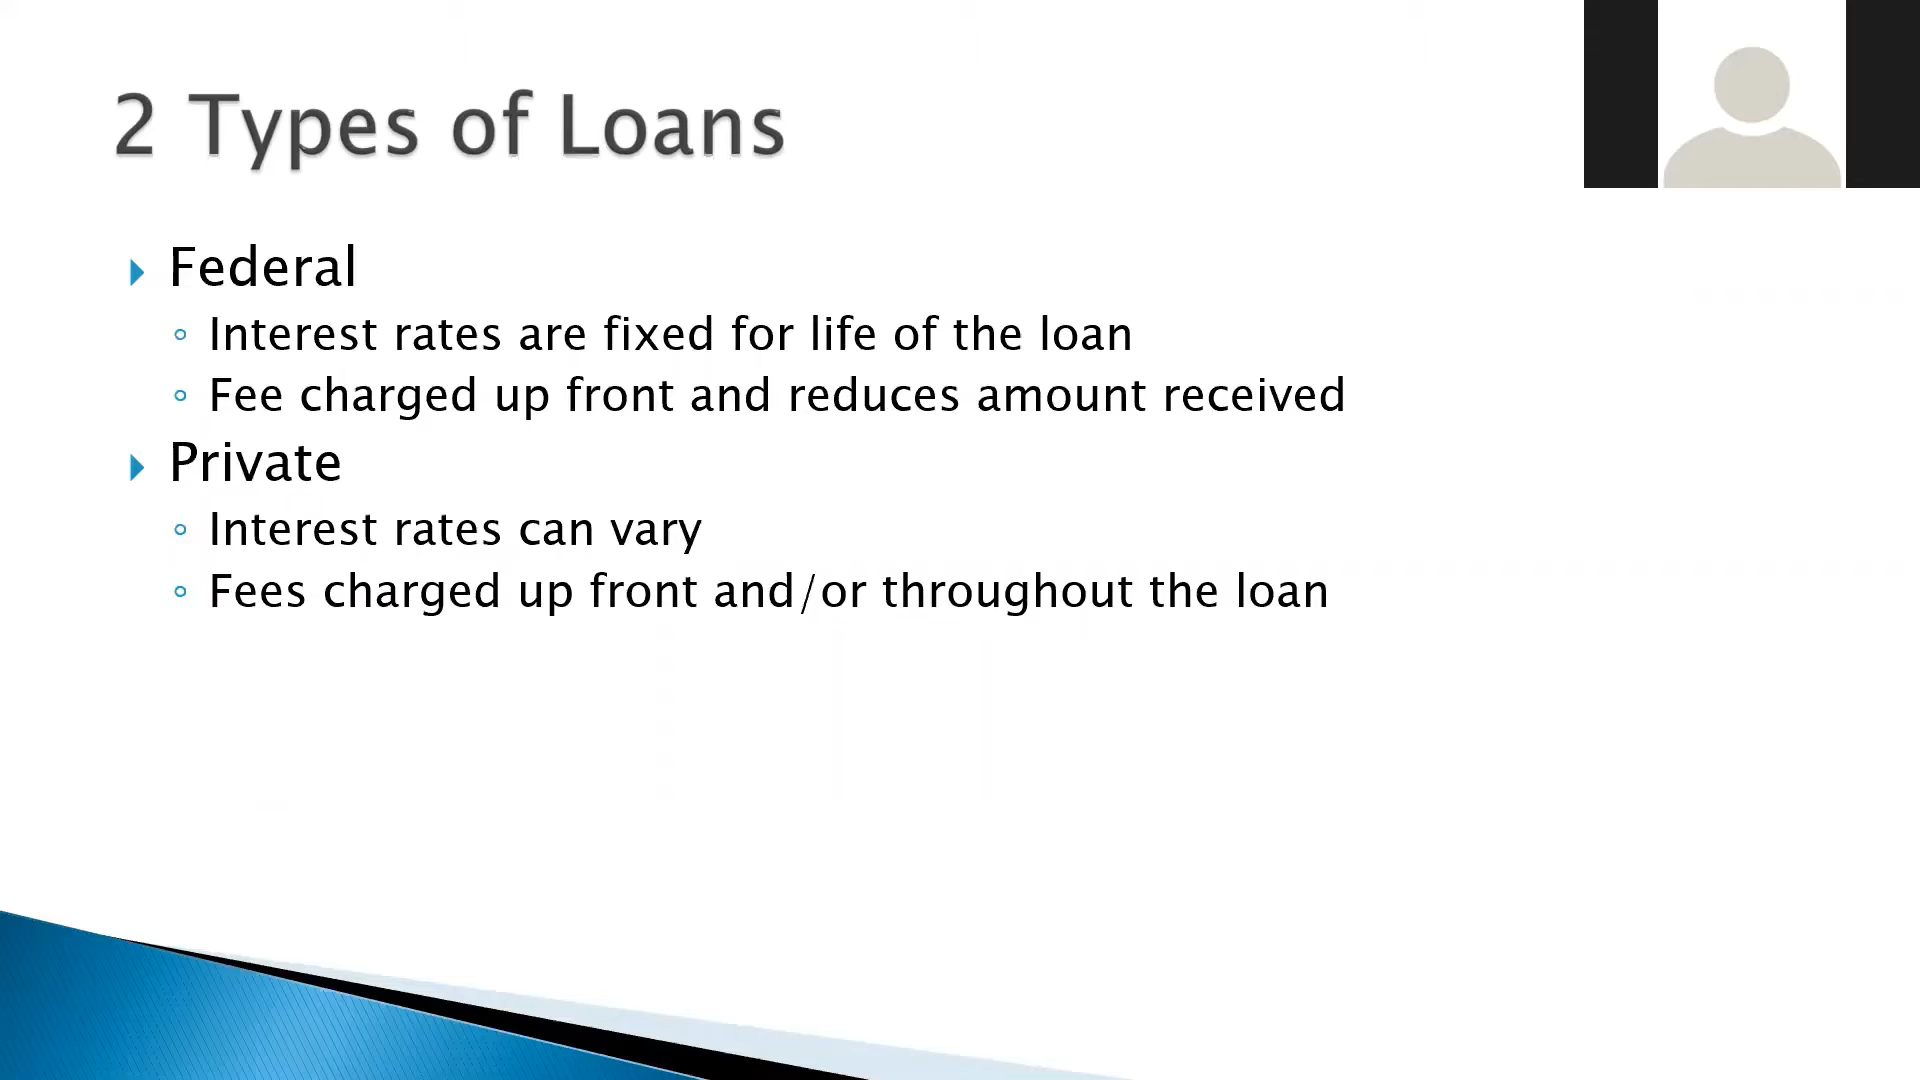 2 Types of Loans
Federal
Interest rates are fixed for life of the loan
Fee charged up front and reduces amount received
Private
Interest rates can vary
Fees charged up front and/or throughout the loan